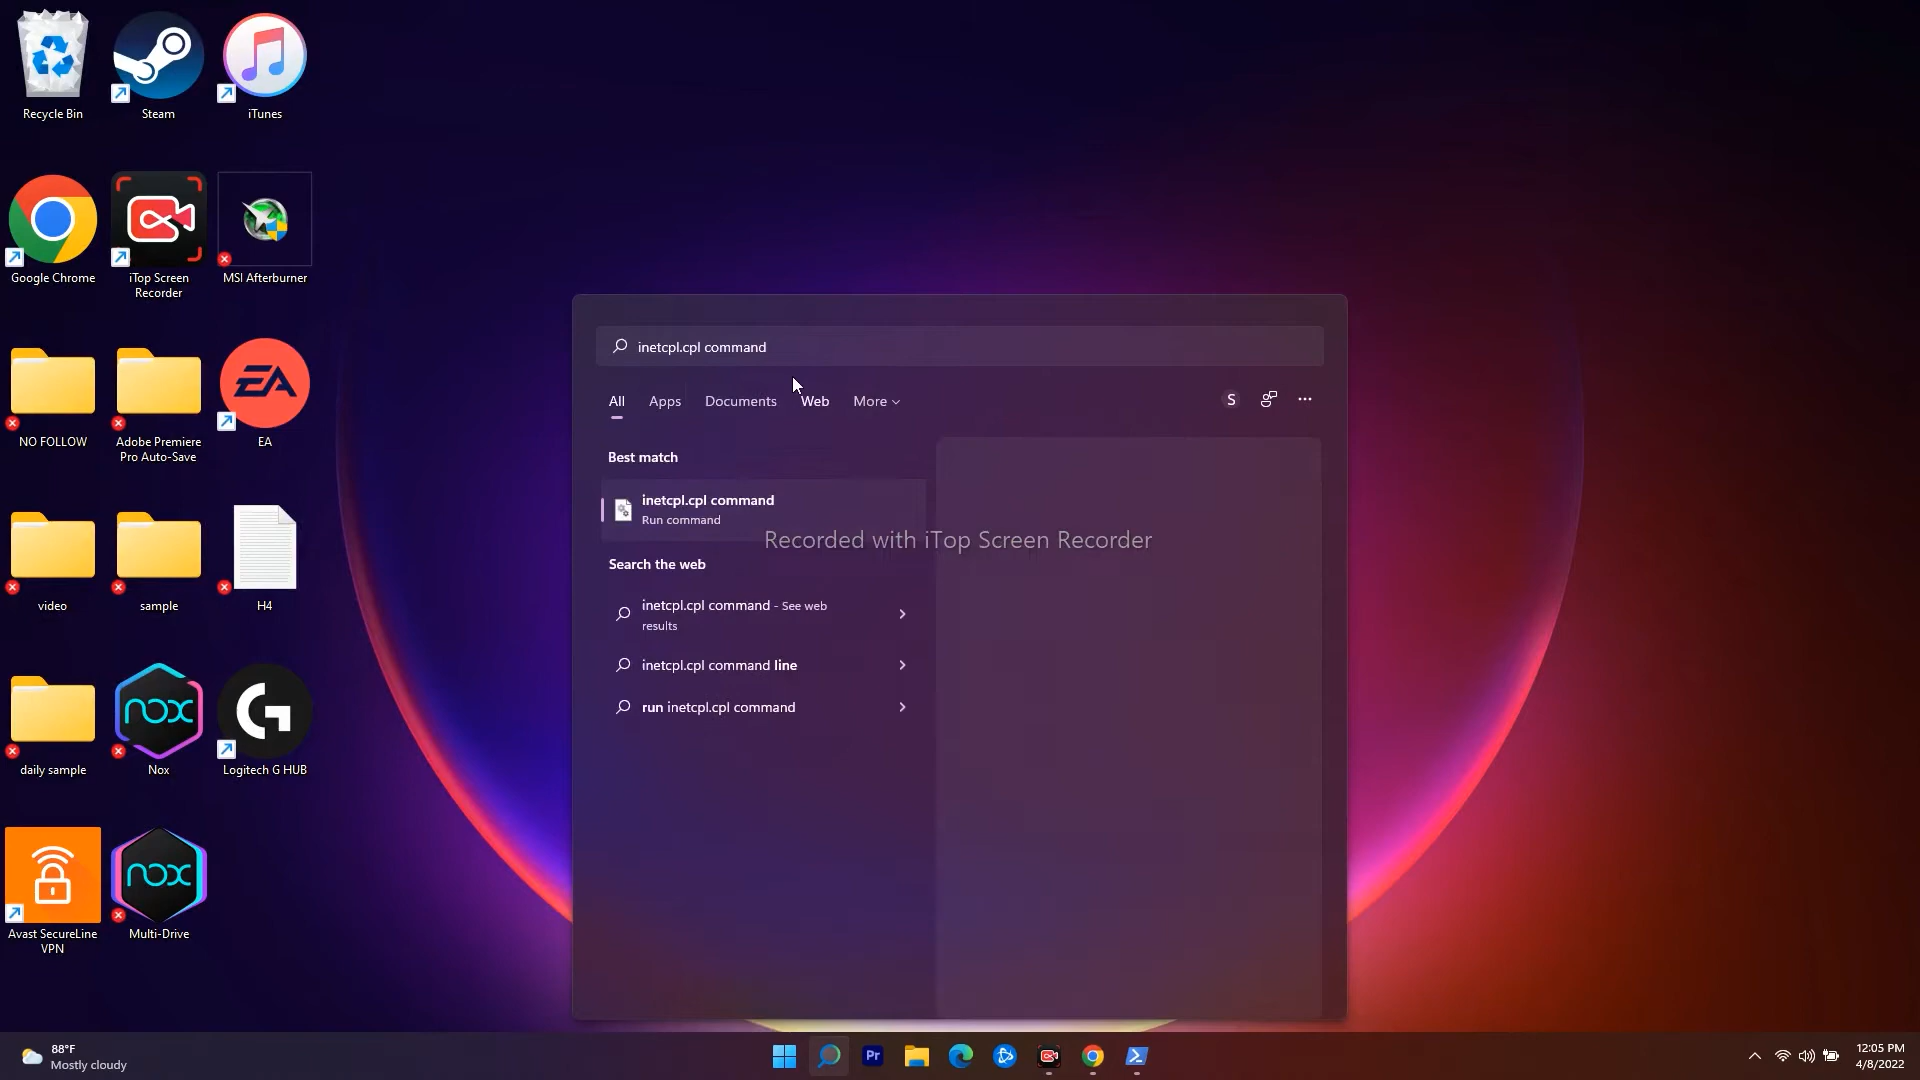 Recycle Bin
Steam
iTunes
Google Chrome
iTop Screen
Recorder
MSI Afterburner
NO FOLLOW
Adobe Premiere
Pro Auto-Save
EA
EA
video
sample
H4
daily sample
nox
Nox
G
Logitech G HUB
Avast SecureLine
VPN
nox
Multi-Drive
inetcpl.cpl command
All
Apps
Documents
Web
More
S
Best match
inetcpl.cpl command
Run command
Recorded with iTop Screen Recorder
Search the web
inetcpl.cpl command - See web
results
inetcpl.cpl command line
run inetcpl.cpl command
88°F
Mostly cloudy
Pr
12:05 PM
4/8/2022